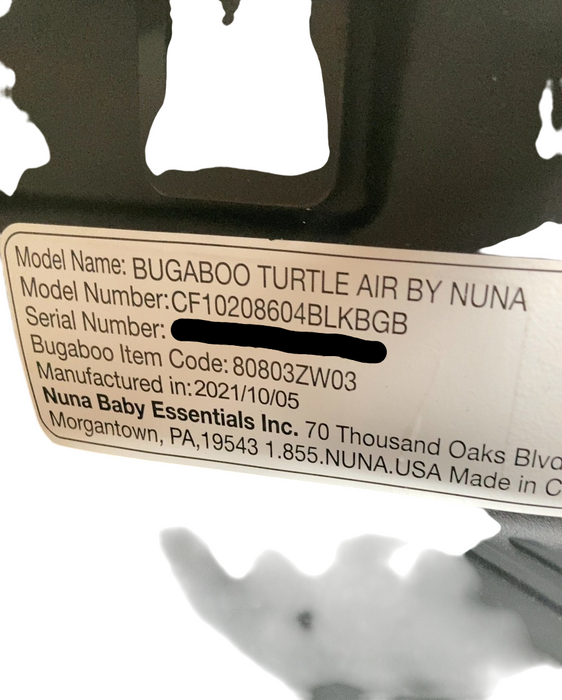 Model Name: BUGABOO TURTLE AIR BY NUNA
Model Number:CF10208604BLKBGB
Serial Number:
Bugaboo Item Code: 80803ZW03
Manufactured in:2021/10/05
Nuna Baby Essentials Inc. 70 Thousand Oaks Blvd
Morgantown, PA,19543 1.855.NUNA.USA Made in C